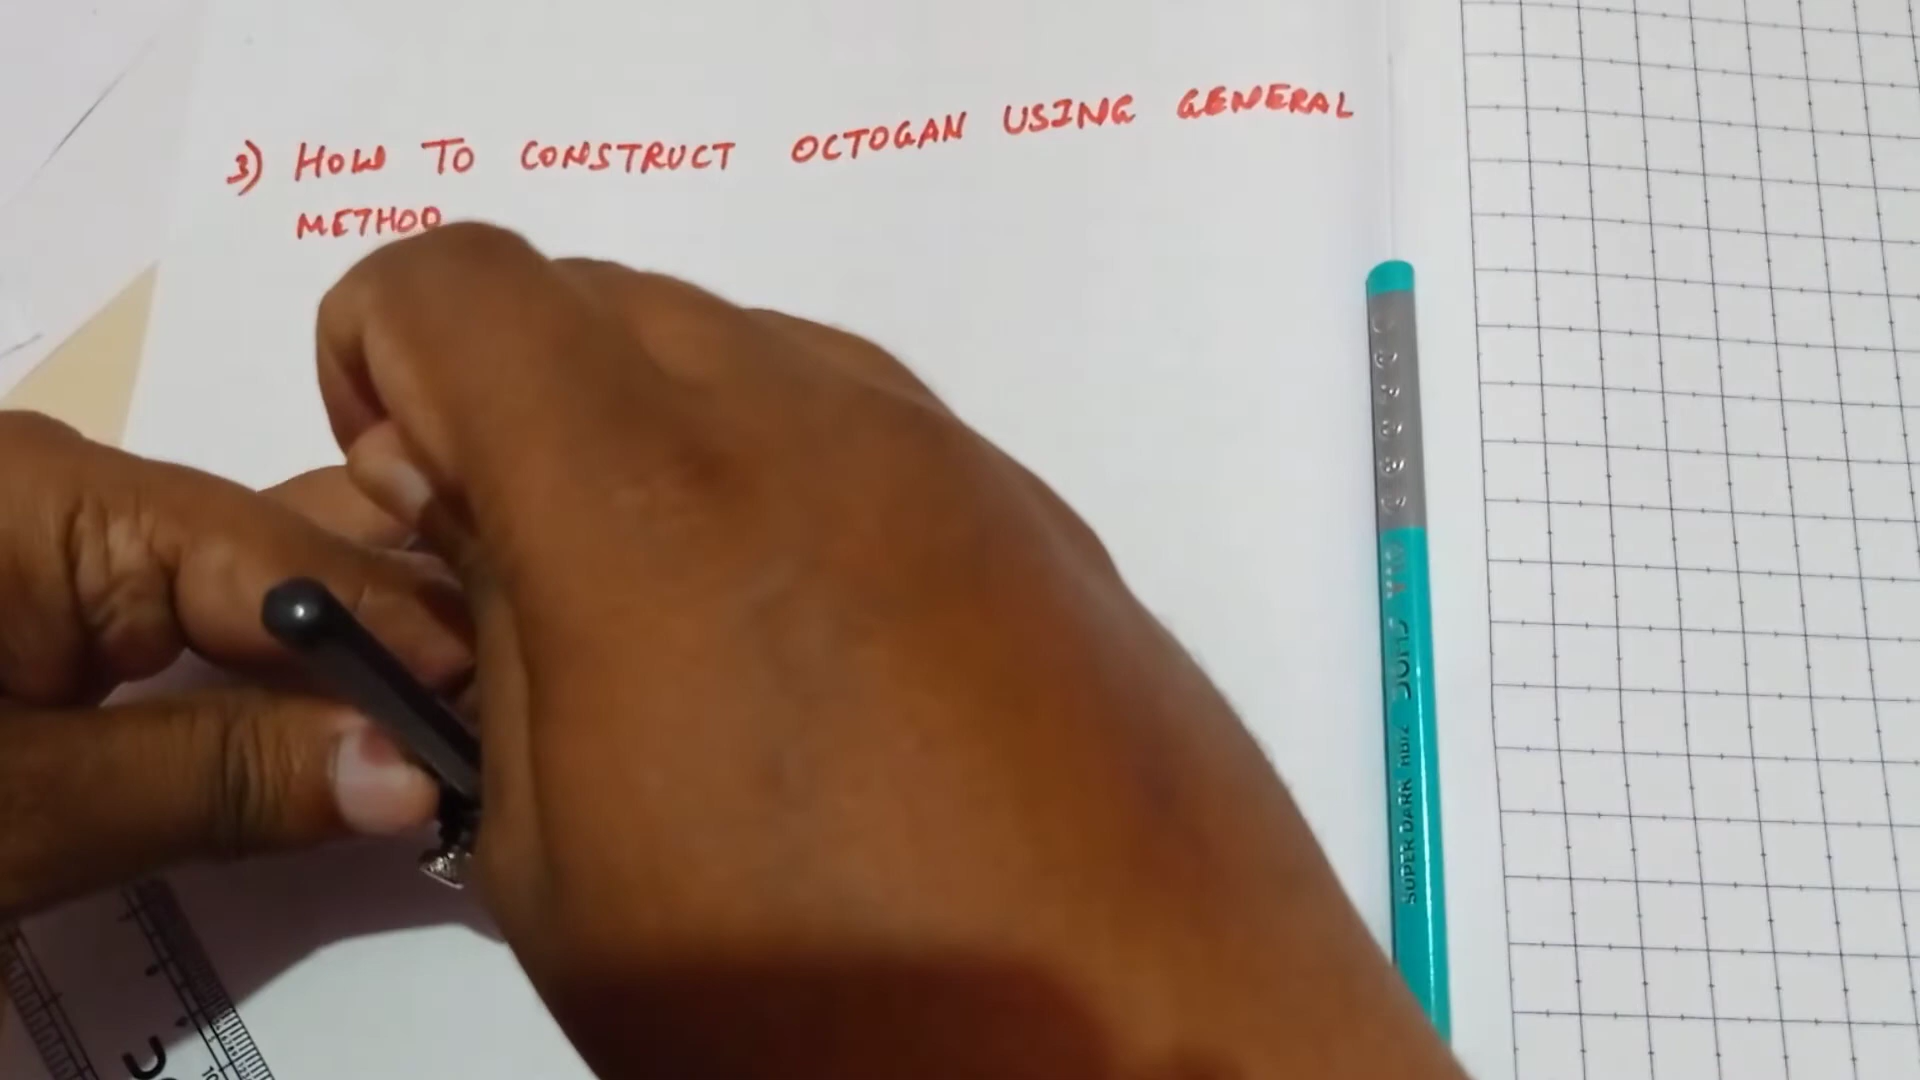 3) HOW TO CONSTRUCT OCTOGAN USING GENERAL
METHOD
SUPER DARK